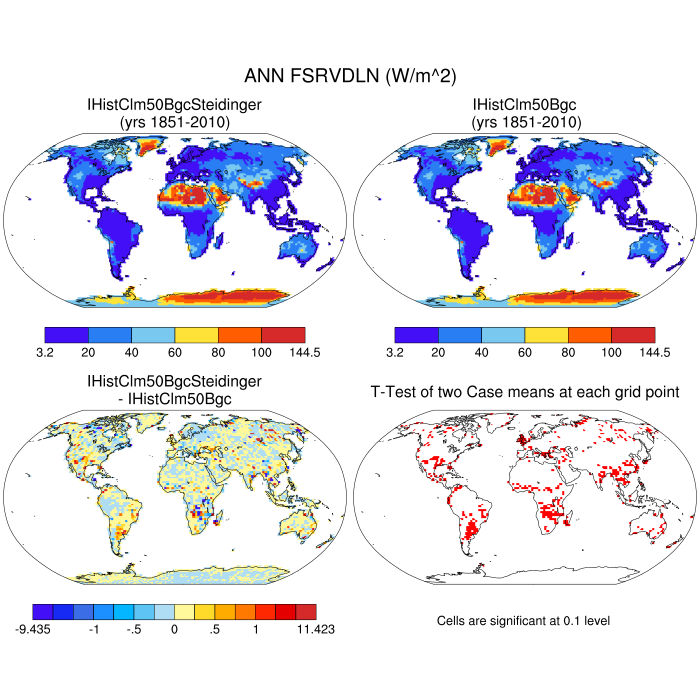 ANN FSRVDLN (W/m^2)
IHistClm50BgcSteidinger
(yrs 1851-2010)
IHistClm50Bgc
(yrs 1851-2010)
3.2 20 40 60 80 100 144.5
3.2 20 40 60 80 100 144.5
IHistClm50BgcSteidinger
- IHistClm50Bgc
T-Test of two Case means at each grid point
-9.435 -1 -.5 0 .5 1 11.423
Cells are significant at 0.1 level